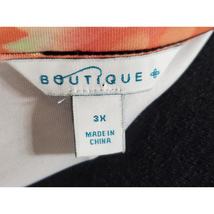 BOUTIQUE +
3X
MADE IN
CHINA